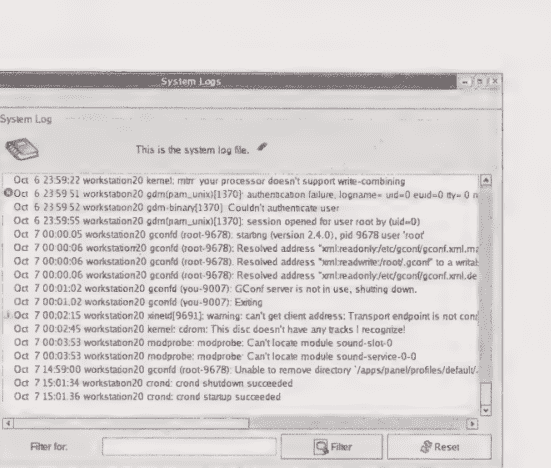 System Logs
System Log
This is the system log file.
Oct 6 23:59:22 workstation20 kernel: mtrr: your processor doesn't support write-combining
Oct 6 23:59:51 workstation20 gdm(pam_unix)[1370]: authentication failure, logname= uid=0 euid=0 tty= 0 n
Oct 6 23:59:52 workstation20 gdm-binary[1370]: Couldn't authenticate user
Oct 6 23:59:55 workstation20 gdm(pam_unix)[1370]: session opened for user root by (uid=0)
Oct 7 00:00:05 workstation20 gconfd (root-9678): starting (version 2.4.0), pid 9678 user 'root'
Oct 7 00:00:06 workstation20 gconfd (root-9678): Resolved address "xml:readonly:/etc/gconf/gconf.xml.ma
Oct 7 00:00:06 workstation20 gconfd (root-9678): Resolved address "xml:readwrite:/root/.gconf" to a writal
Oct 7 00:00:06 workstation20 gconfd (root-9678): Resolved address "xml:readonly:/etc/gconf/gconf.xml.de
Oct 7 00:01:02 workstation20 gconfd (you-9007): GConf server is not in use, shutting down.
Oct 7 00:01:02 workstation20 gconfd (you-9007): Exiting
Oct 7 00:02:15 workstation20 xinetd[9691]: warning: can't get client address: Transport endpoint is not con
Oct 7 00:02:45 workstation20 kernel: cdrom: This disc doesn't have any tracks I recognize!
Oct 7 00:03:53 workstation20 modprobe: modprobe: Can't locate module sound-slot-0
Oct 7 00:03:53 workstation20 modprobe: modprobe: Can't locate module sound-service-0-0
Oct 7 14:59:00 workstation20 gconfd (root-9678): Unable to remove directory `/apps/panel/profiles/default/
Oct 7 15:01:34 workstation20 crond: crond shutdown succeeded
Oct 7 15:01:36 workstation20 crond: crond startup succeeded
Filter for:
Filter
Reset